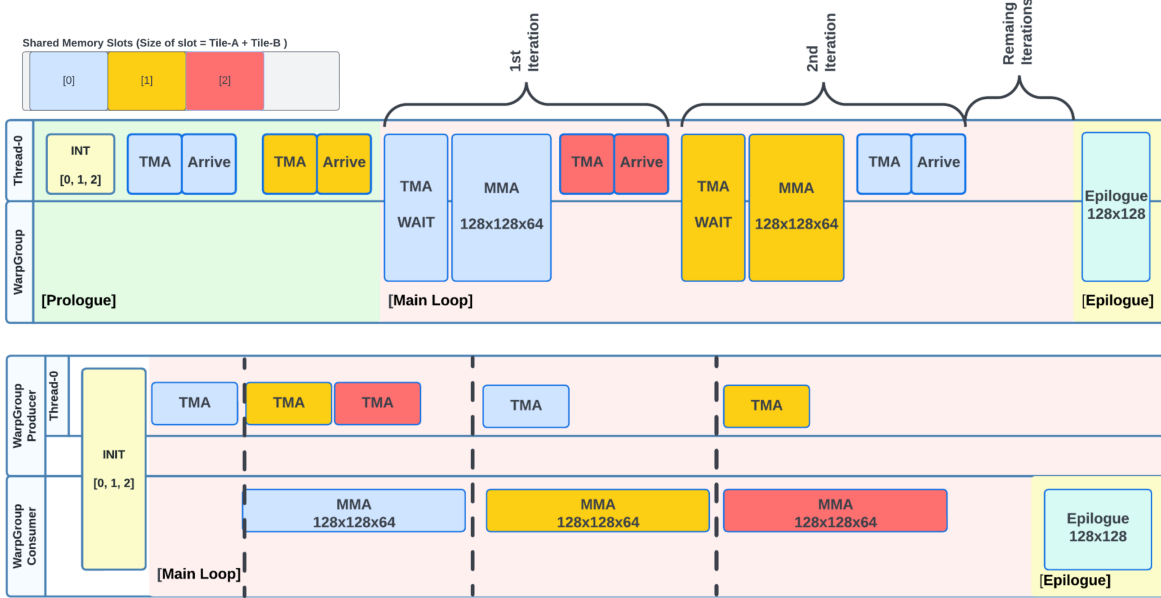 Shared Memory Slots (Size of slot = Tile-A + Tile-B )
[0]
[1]
[2]
1st
Iteration
2nd
Iteration
Remaing
Iterations
Thread-0
INT
[0, 1, 2]
TMA
Arrive
TMA
Arrive
TMA
WAIT
MMA
128x128x64
TMA
Arrive
TMA
WAIT
MMA
128x128x64
TMA
Arrive
Epilogue
128x128
WarpGroup
[Prologue]
[Main Loop]
[Epilogue]
WarpGroup
Producer
Thread-0
INIT
[0, 1, 2]
TMA
TMA
TMA
TMA
TMA
WarpGroup
Consumer
MMA
128x128x64
MMA
128x128x64
MMA
128x128x64
Epilogue
128x128
[Main Loop]
[Epilogue]